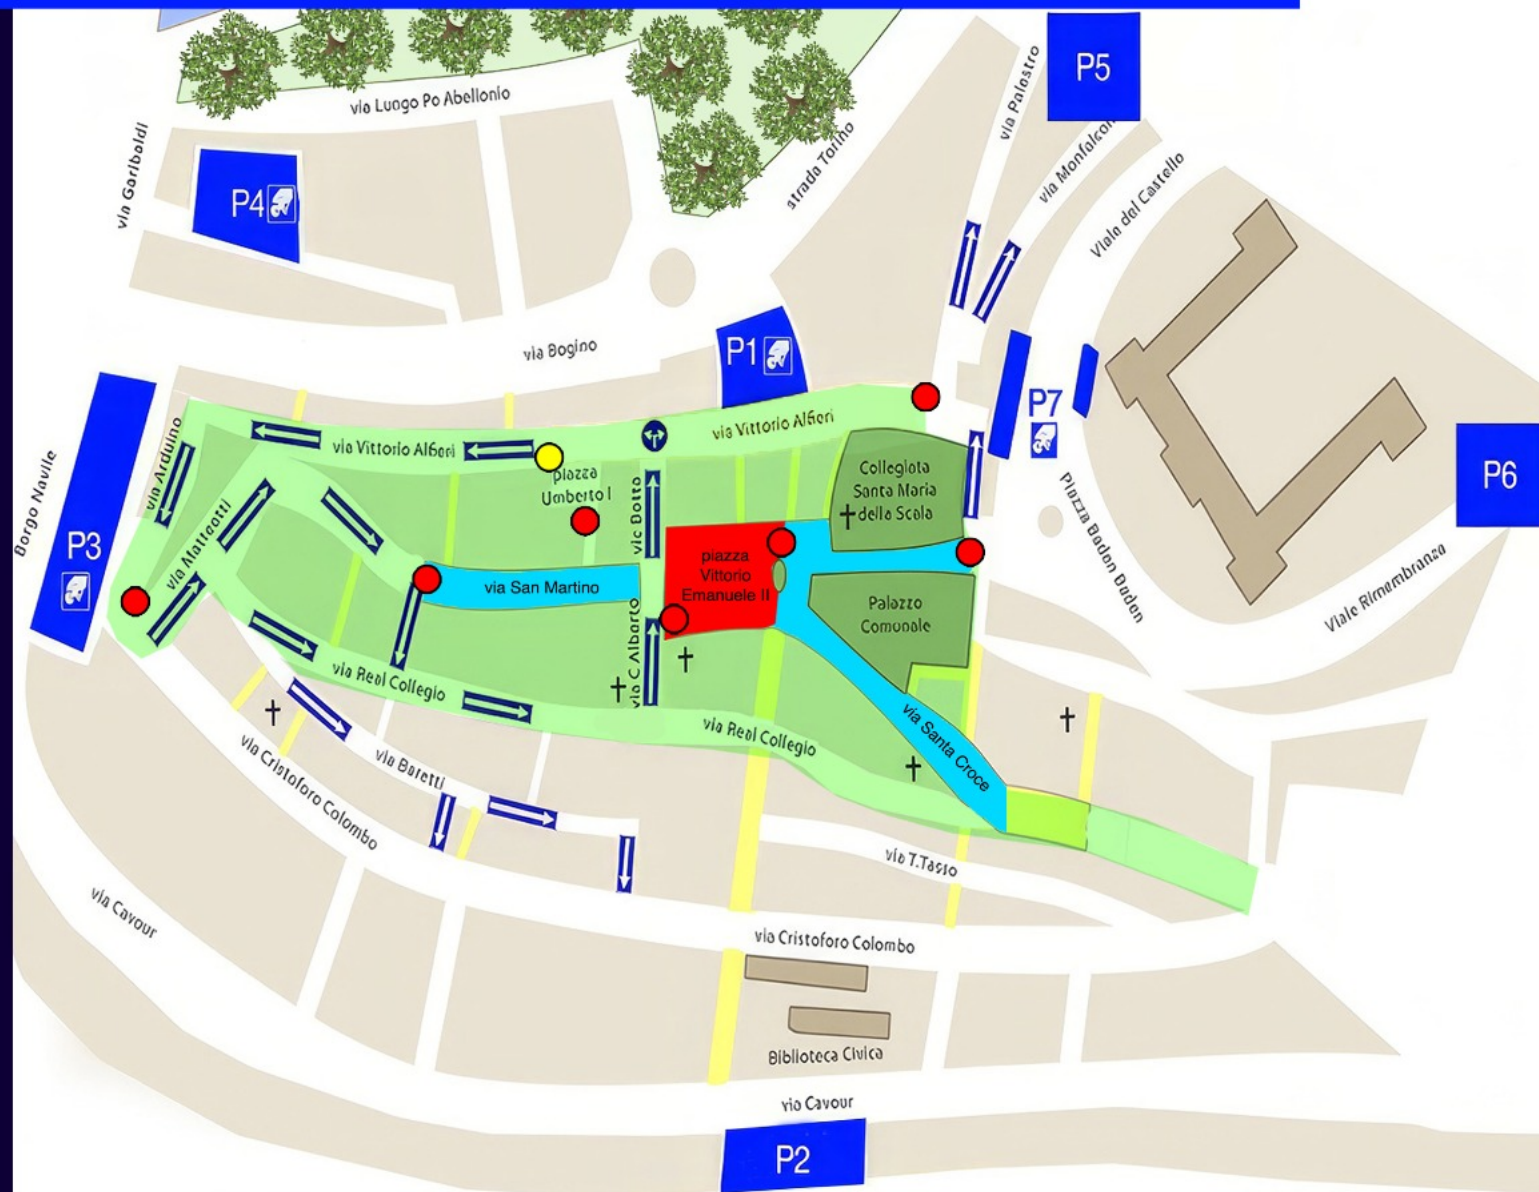 P5
via Lungo Po Abellonio
via Palestro
via Garibaldi
strada Torino
via Monfalcon
Viale del Castello
P4
via Bogino
P1
P7
P6
via Vittorio Alfieri
via Vittorio Alfieri
via Arduino
piazza
Umberto I
Collegiata
Santa Maria
della Scala
Borgo Navile
P3
via Matteotti
via Botta
piazza
Vittorio
Emanuele II
Piazza Baden Baden
Viale Rimembranza
via San Martino
Palazzo
Comunale
via C Alberto
via Real Collegio
via Real Collegio
via Santa Croce
via Baretti
via Cristoforo Colombo
via T.Tasso
via Cavour
via Cristoforo Colombo
Biblioteca Civica
via Cavour
P2